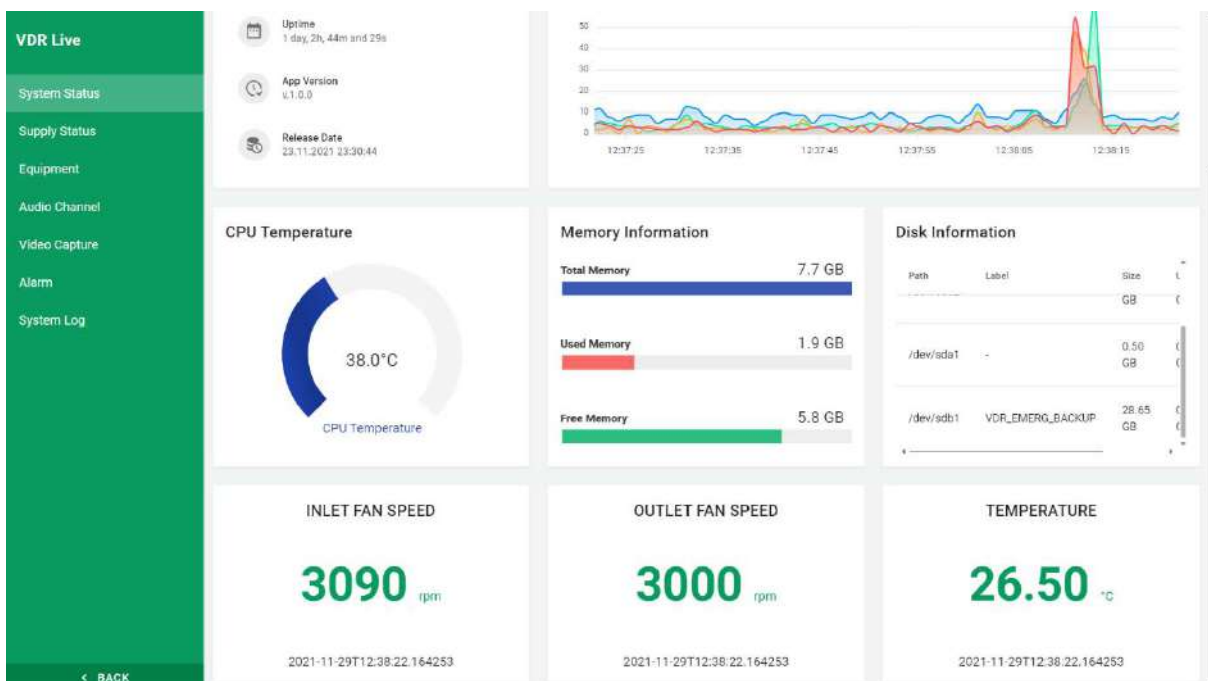 VDR Live
System Status
Supply Status
Equipment
Audio Channel
Video Capture
Alarm
System Log
< BACK
Uptime
1 day, 2h, 44m and 29s
App Version
v.1.0.0
Release Date
23.11.2021 23:30:44
50
40
30
20
10
0
12:37:25 12:37:35 12:37:45 12:37:55 12:38:05 12:38:15
CPU Temperature
38.0°C
CPU Temperature
Memory Information
Total Memory 7.7 GB
Used Memory 1.9 GB
Free Memory 5.8 GB
Disk Information
Path Label Size
GB
/dev/sda1 - 0.50
GB
/dev/sdb1 VDR_EMERG_BACKUP 28.65
GB
INLET FAN SPEED
3090 rpm
2021-11-29T12:38:22.164253
OUTLET FAN SPEED
3000 rpm
2021-11-29T12:38:22.164253
TEMPERATURE
26.50 °C
2021-11-29T12:38:22.164253